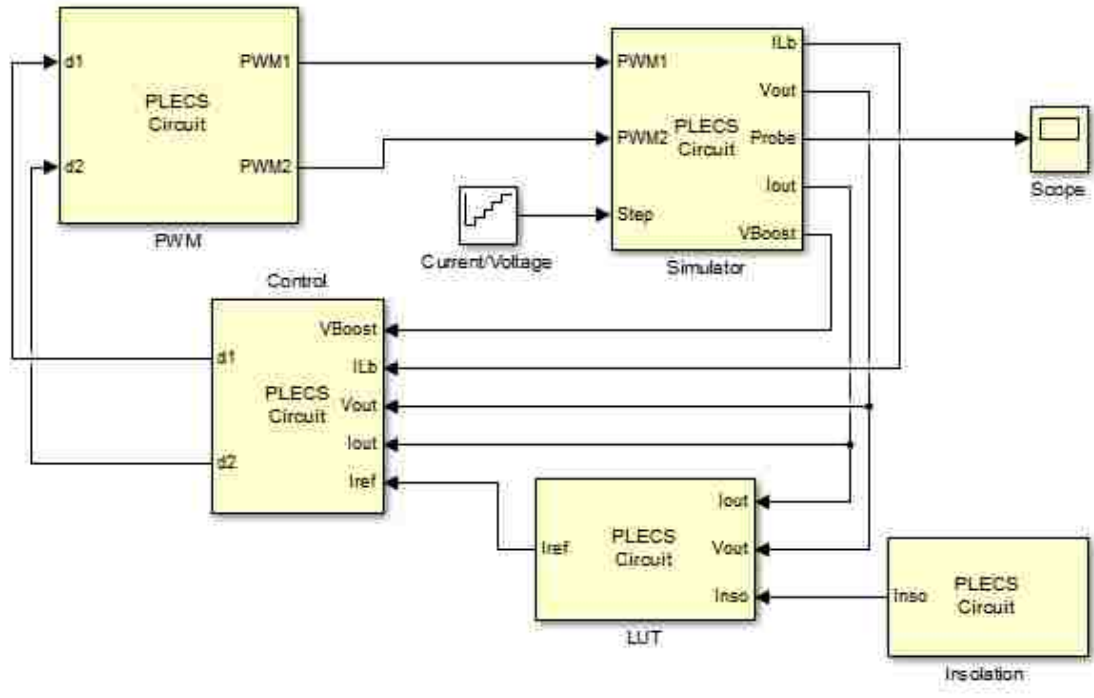 d1
d2
PLECS
Circuit
PWM1
PWM2
PWM
PWM1
PWM2
Step
PLECS
Circuit
ILb
Vout
Probe
Iout
VBoost
Simulator
Current/Voltage
Scope
Control
d1
d2
PLECS
Circuit
VBoost
ILb
Vout
Iout
Iref
Iref
PLECS
Circuit
Iout
Vout
Inso
LUT
Inso
PLECS
Circuit
Insolation